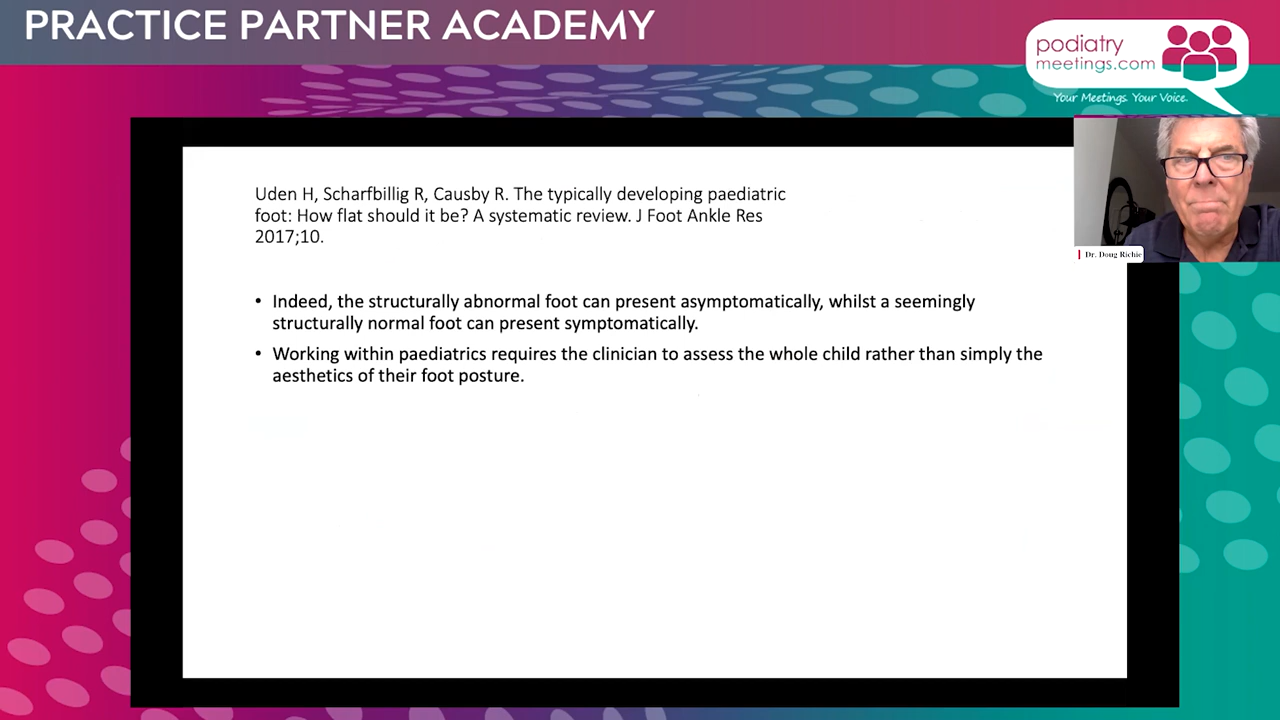 PRACTICE PARTNER ACADEMY
podiatry
meetings.com
Your Meetings. Your Voice.
Uden H, Scharfbillig R, Causby R. The typically developing paediatric
foot: How flat should it be? A systematic review. J Foot Ankle Res
2017;10.
Dr. Doug Richie
• Indeed, the structurally abnormal foot can present asymptomatically, whilst a seemingly
structurally normal foot can present symptomatically.
• Working within paediatrics requires the clinician to assess the whole child rather than simply the
aesthetics of their foot posture.